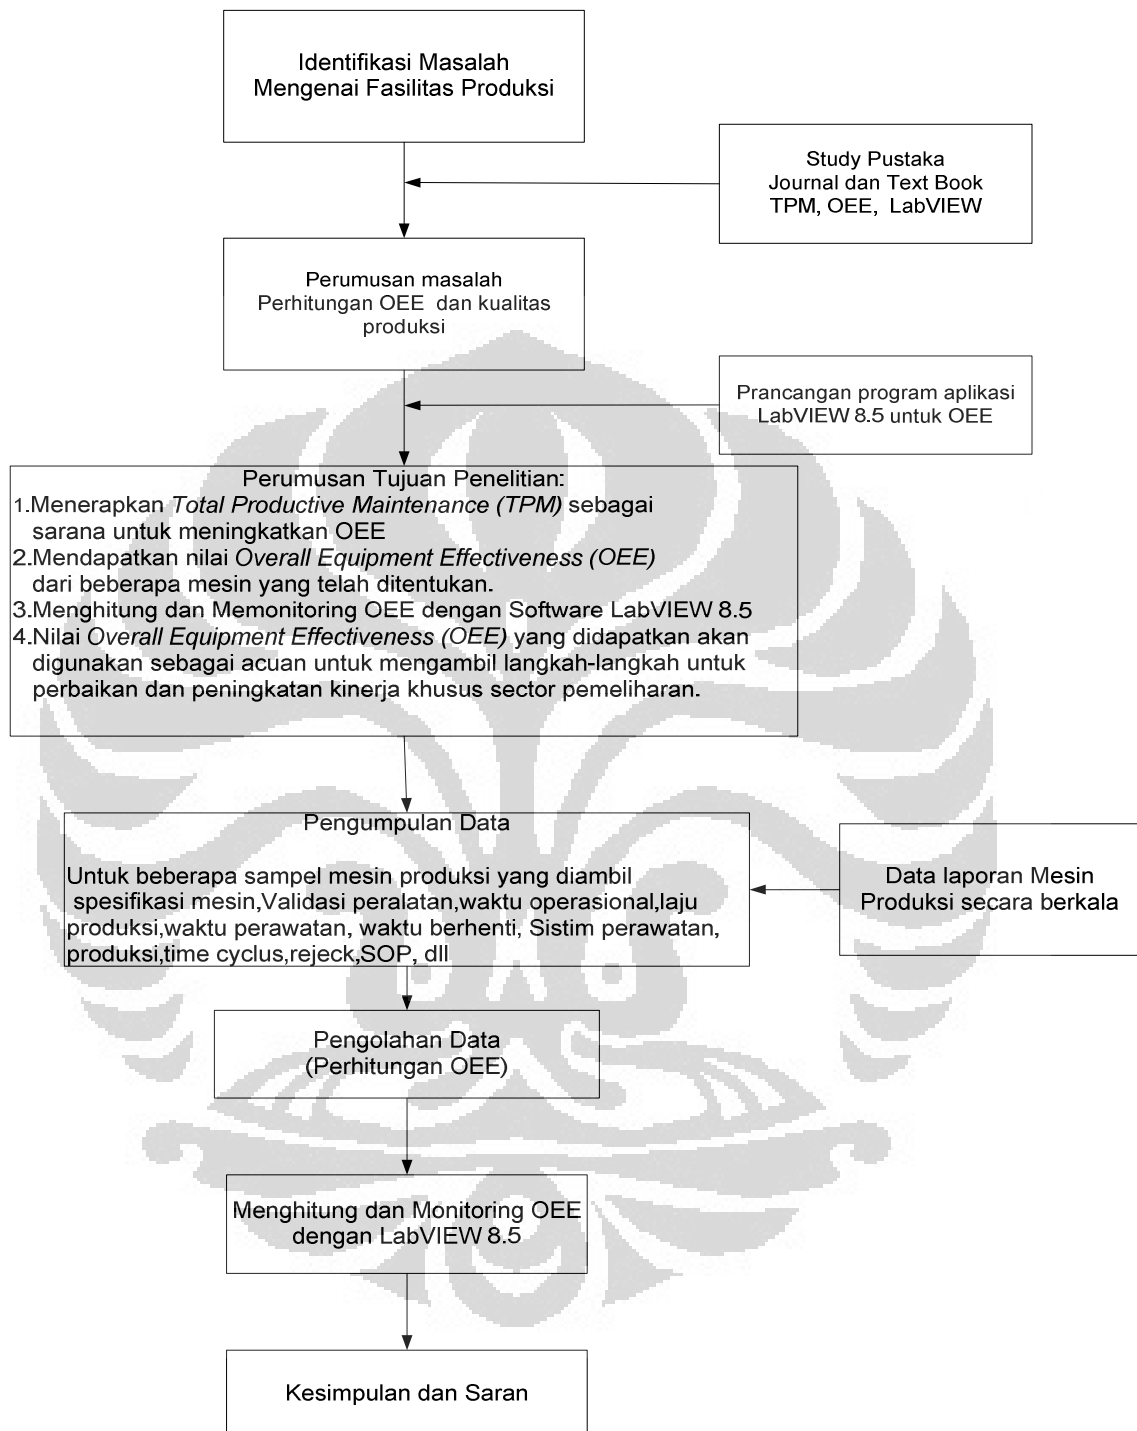 Identifikasi Masalah
Mengenai Fasilitas Produksi
Study Pustaka
Journal dan Text Book
TPM, OEE, LabVIEW
Perumusan masalah
Perhitungan OEE dan kualitas
produksi
Prancangan program aplikasi
LabVIEW 8.5 untuk OEE
Perumusan Tujuan Penelitian:
1.Menerapkan Total Productive Maintenance (TPM) sebagai
sarana untuk meningkatkan OEE
2.Mendapatkan nilai Overall Equipment Effectiveness (OEE)
dari beberapa mesin yang telah ditentukan.
3.Menghitung dan Memonitoring OEE dengan Software LabVIEW 8.5
4.Nilai Overall Equipment Effectiveness (OEE) yang didapatkan akan
digunakan sebagai acuan untuk mengambil langkah-langkah untuk
perbaikan dan peningkatan kinerja khusus sector pemeliharan.
Pengumpulan Data
Untuk beberapa sampel mesin produksi yang diambil
spesifikasi mesin,Validasi peralatan,waktu operasional,laju
produksi,waktu perawatan, waktu berhenti, Sistim perawatan,
produksi,time cyclus,rejeck,SOP, dll
Data laporan Mesin
Produksi secara berkala
Pengolahan Data
(Perhitungan OEE)
Menghitung dan Monitoring OEE
dengan LabVIEW 8.5
Kesimpulan dan Saran